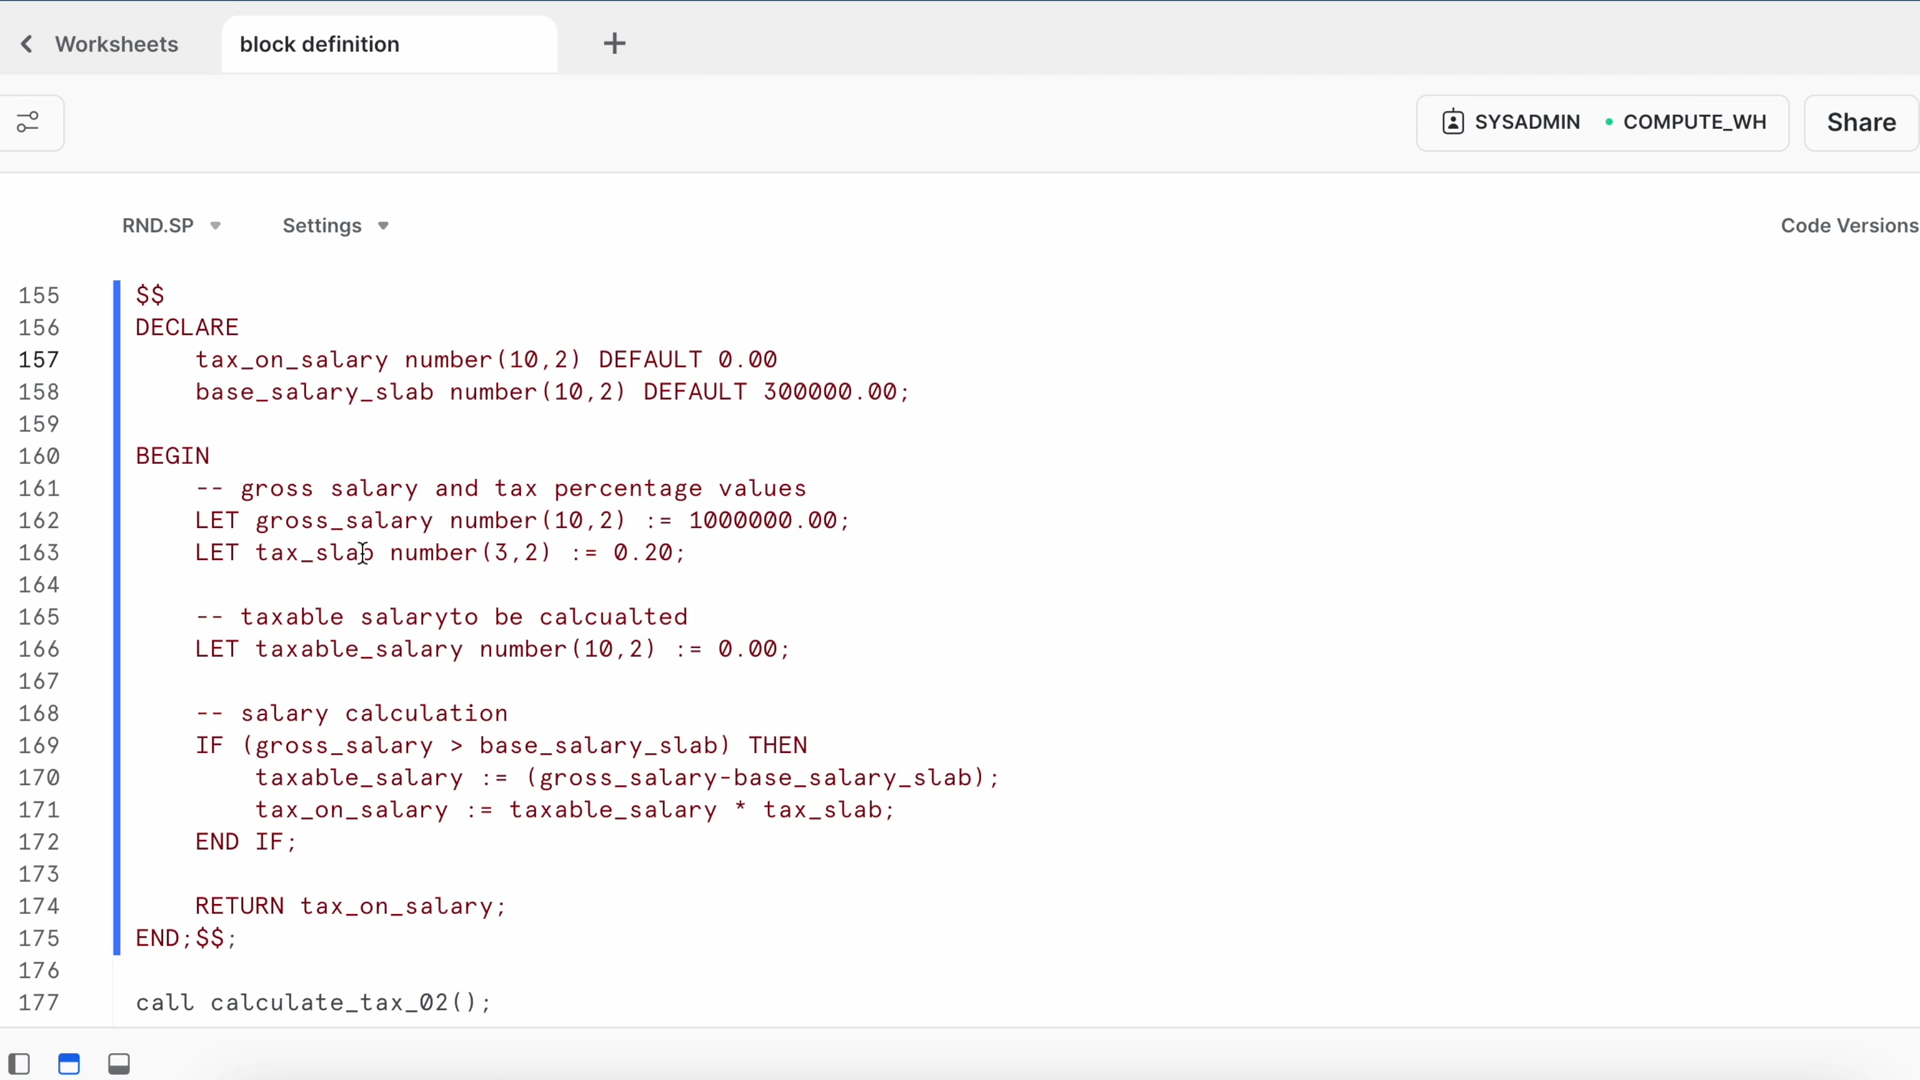 Worksheets
block definition
SYSADMIN
COMPUTE_WH
Share
RND.SP
Settings
Code Versions
155 $$
156 DECLARE
157     tax_on_salary number(10,2) DEFAULT 0.00
158     base_salary_slab number(10,2) DEFAULT 300000.00;
159
160 BEGIN
161     -- gross salary and tax percentage values
162     LET gross_salary number(10,2) := 1000000.00;
163     LET tax_slab number(3,2) := 0.20;
164
165     -- taxable salaryto be calcualted
166     LET taxable_salary number(10,2) := 0.00;
167
168     -- salary calculation
169     IF (gross_salary > base_salary_slab) THEN
170         taxable_salary := (gross_salary-base_salary_slab);
171         tax_on_salary := taxable_salary * tax_slab;
172     END IF;
173
174     RETURN tax_on_salary;
175 END;$$;
176
177 call calculate_tax_02();